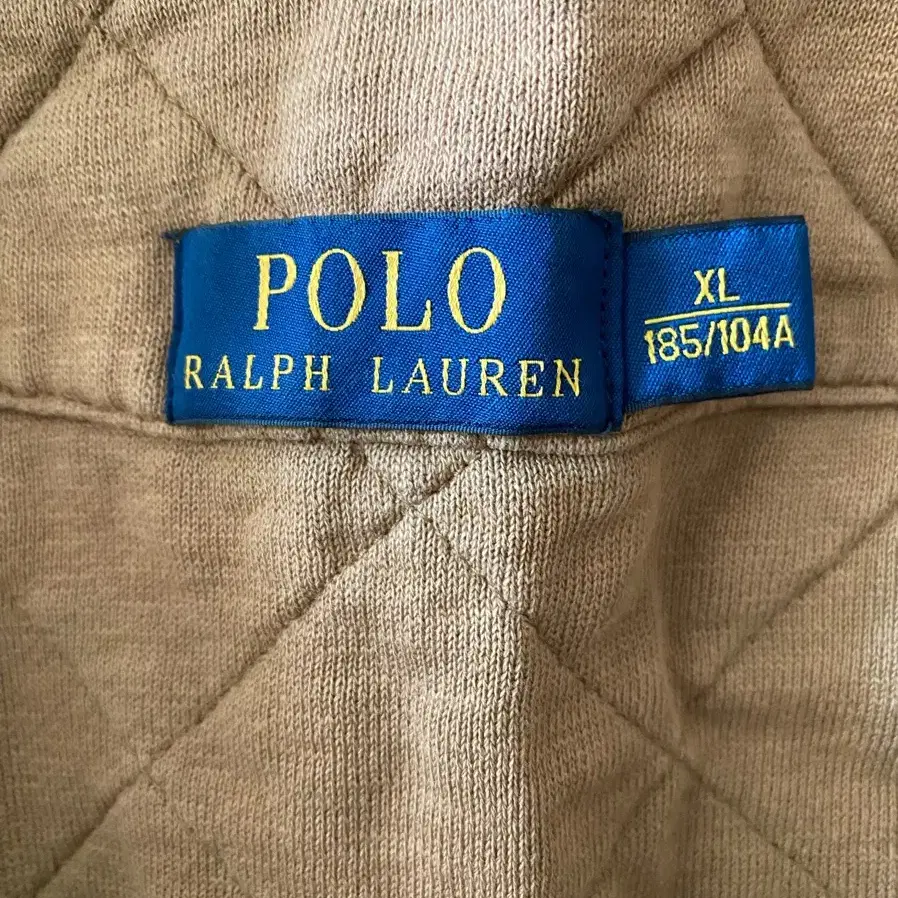 POLO
RALPH LAUREN
XL
185/104A